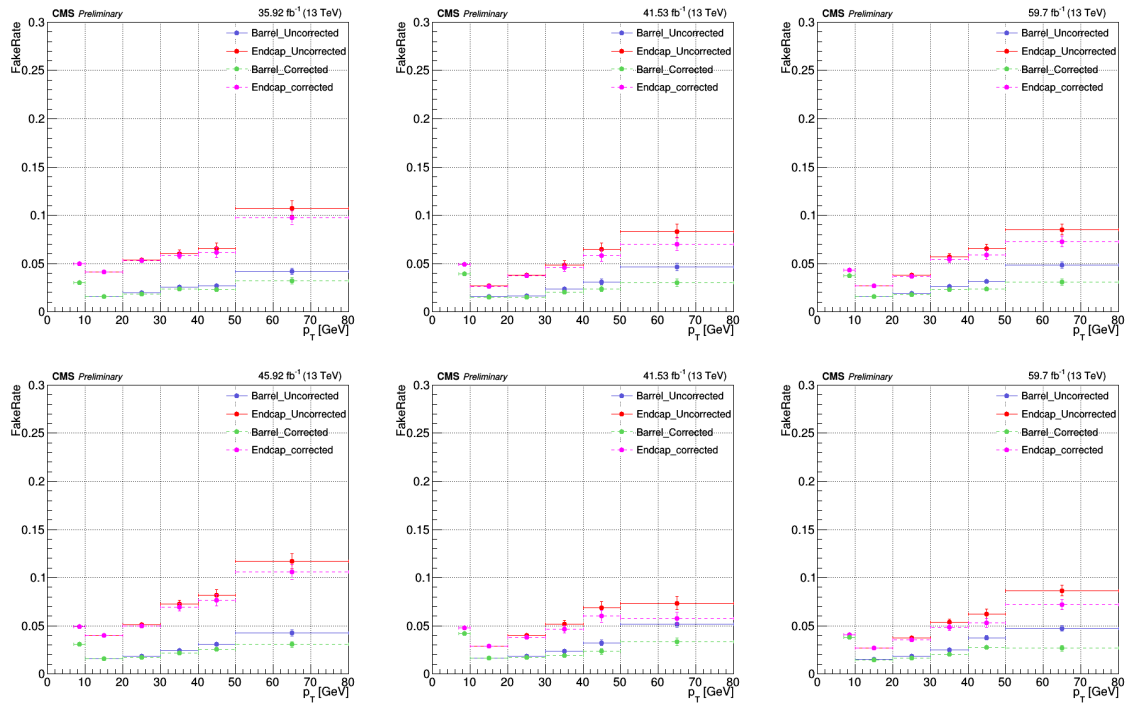 CMS Preliminary 35.92 fb⁻¹ (13 TeV)
FakeRate
0.3
0.25
0.2
0.15
0.1
0.05
0
Barrel_Uncorrected
Endcap_Uncorrected
Barrel_Corrected
Endcap_corrected
0 10 20 30 40 50 60 70 80
p_T [GeV]
CMS Preliminary 41.53 fb⁻¹ (13 TeV)
FakeRate
0.3
0.25
0.2
0.15
0.1
0.05
0
Barrel_Uncorrected
Endcap_Uncorrected
Barrel_Corrected
Endcap_corrected
0 10 20 30 40 50 60 70 80
p_T [GeV]
CMS Preliminary 59.7 fb⁻¹ (13 TeV)
FakeRate
0.3
0.25
0.2
0.15
0.1
0.05
0
Barrel_Uncorrected
Endcap_Uncorrected
Barrel_Corrected
Endcap_corrected
0 10 20 30 40 50 60 70 80
p_T [GeV]
CMS Preliminary 45.92 fb⁻¹ (13 TeV)
FakeRate
0.3
0.25
0.2
0.15
0.1
0.05
0
Barrel_Uncorrected
Endcap_Uncorrected
Barrel_Corrected
Endcap_corrected
0 10 20 30 40 50 60 70 80
p_T [GeV]
CMS Preliminary 41.53 fb⁻¹ (13 TeV)
FakeRate
0.3
0.25
0.2
0.15
0.1
0.05
0
Barrel_Uncorrected
Endcap_Uncorrected
Barrel_Corrected
Endcap_corrected
0 10 20 30 40 50 60 70 80
p_T [GeV]
CMS Preliminary 59.7 fb⁻¹ (13 TeV)
FakeRate
0.3
0.25
0.2
0.15
0.1
0.05
0
Barrel_Uncorrected
Endcap_Uncorrected
Barrel_Corrected
Endcap_corrected
0 10 20 30 40 50 60 70 80
p_T [GeV]